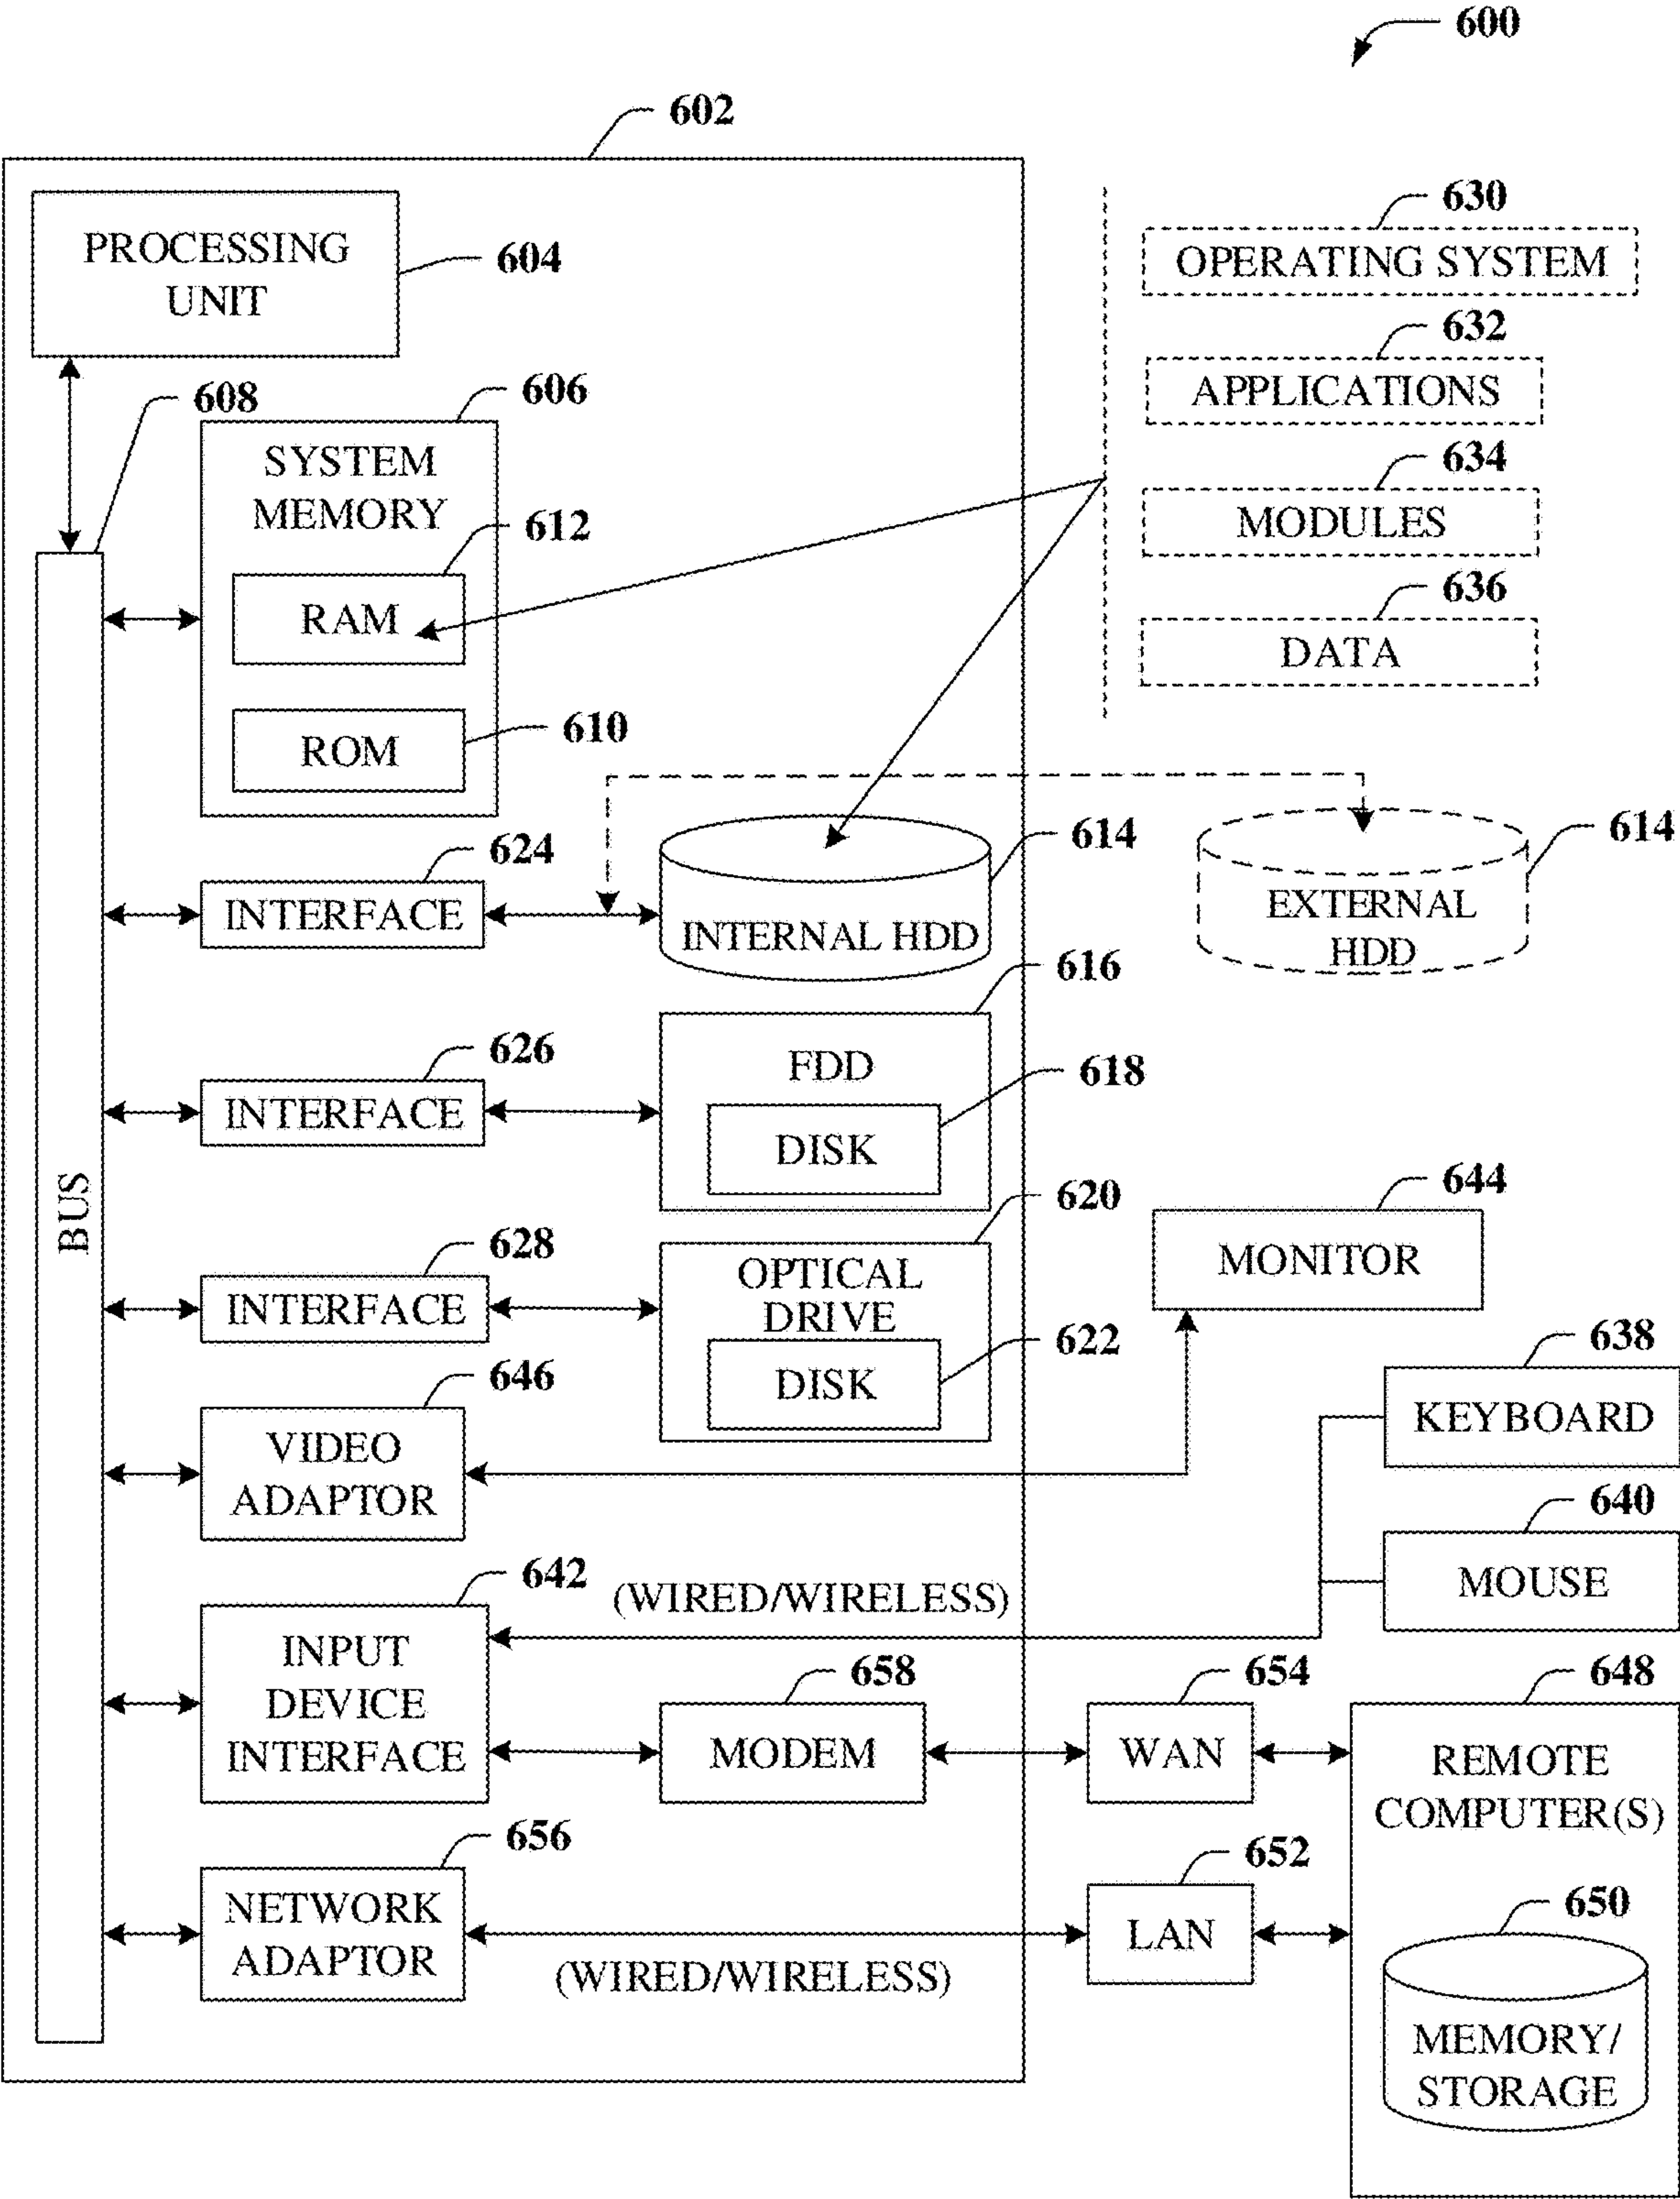 600
602
PROCESSING
UNIT
604
630
OPERATING SYSTEM
632
APPLICATIONS
634
MODULES
636
DATA
608
606
SYSTEM
MEMORY
612
RAM
610
ROM
BUS
624
INTERFACE
614
INTERNAL HDD
614
EXTERNAL
HDD
626
INTERFACE
616
FDD
618
DISK
628
INTERFACE
620
OPTICAL
DRIVE
622
DISK
644
MONITOR
646
VIDEO
ADAPTOR
638
KEYBOARD
640
MOUSE
642
INPUT
DEVICE
INTERFACE
(WIRED/WIRELESS)
658
MODEM
654
WAN
648
REMOTE
COMPUTER(S)
656
NETWORK
ADAPTOR
(WIRED/WIRELESS)
652
LAN
650
MEMORY/
STORAGE